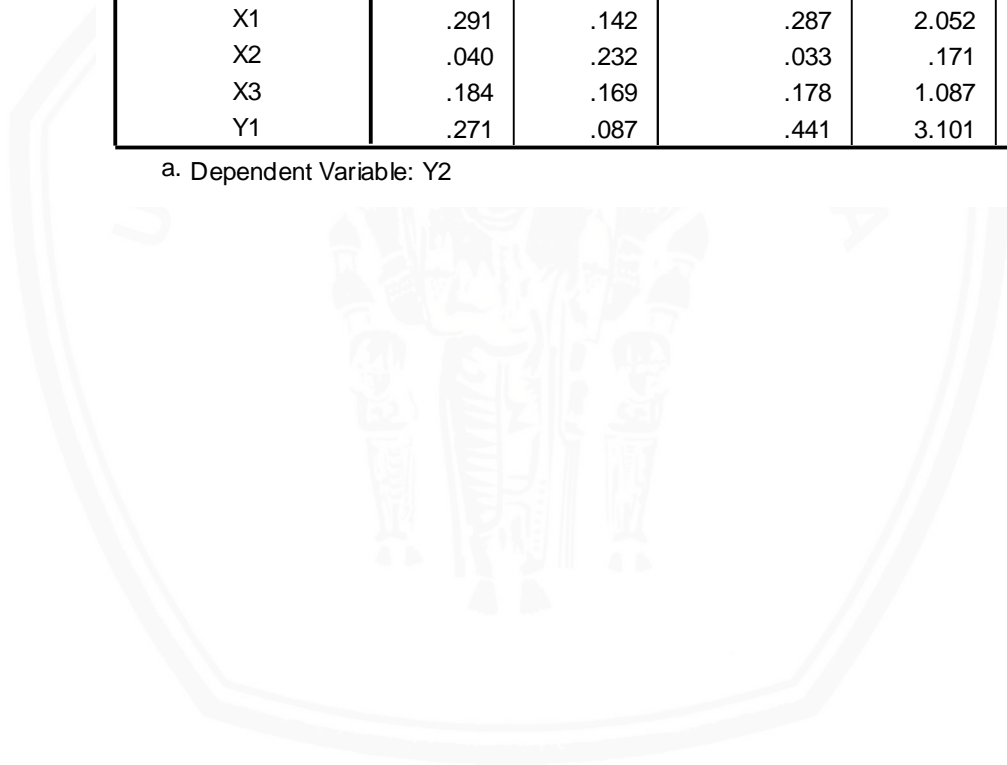 X1 .291 .142 .287 2.052
X2 .040 .232 .033 .171
X3 .184 .169 .178 1.087
Y1 .271 .087 .441 3.101
a. Dependent Variable: Y2